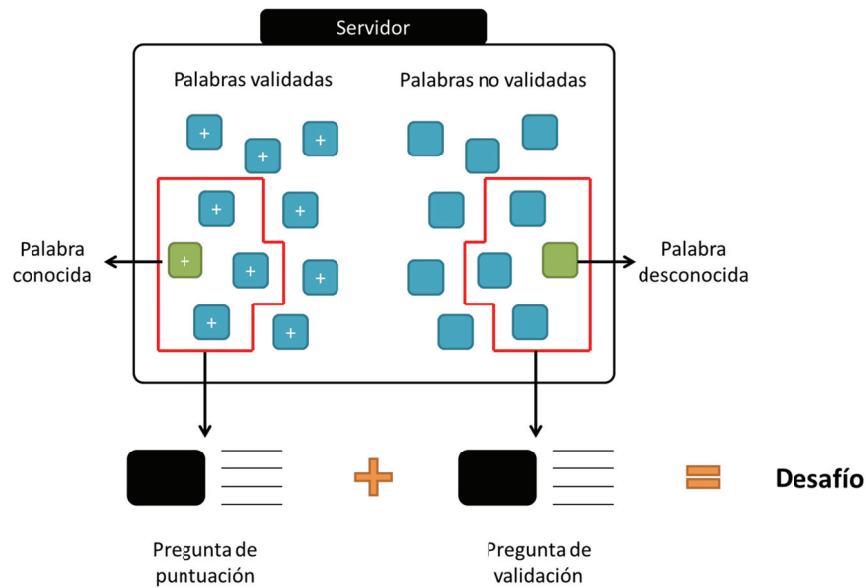 Servidor
Palabras validadas
Palabras no validadas
+
+
+
+
+
Palabra
conocida
+
+
+
+
+
Palabra
desconocida
+
=
Desafío
Pregunta de
puntuación
Pregunta de
validación